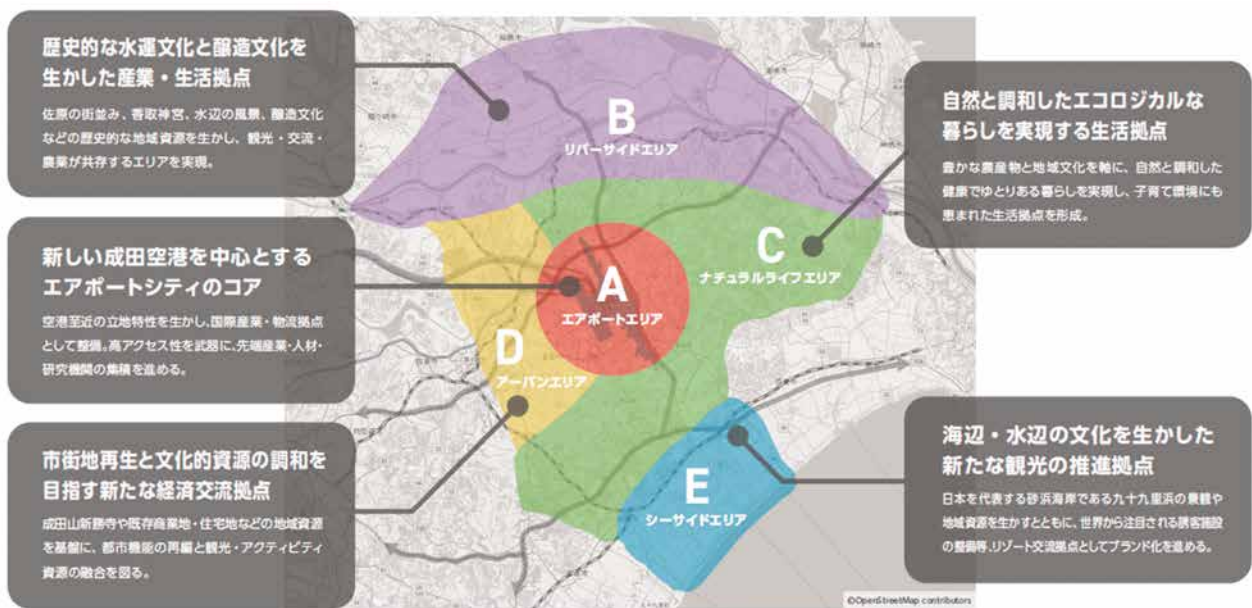 歴史的な水運文化と醸造文化を
生かした産業・生活拠点
佐原の街並み、香取神宮、水辺の風景、醸造文化
などの歴史的な地域資源を生かし、観光・交流・
農業が共存するエリアを実現。
新しい成田空港を中心とする
エアポートシティのコア
空港至近の立地特性を生かし、国際産業・物流拠点
として整備。高アクセス性を武器に、先端産業・人材・
研究機関の集積を進める。
市街地再生と文化的資源の調和を
目指す新たな経済交流拠点
成田山新勝寺や既存商業地・住宅地などの地域資源
を基盤に、都市機能の再編と観光・アクティビティ
資源の融合を図る。
B
リバーサイドエリア
C
ナチュラルライフエリア
A
エアポートエリア
D
アーバンエリア
E
シーサイドエリア
自然と調和したエコロジカルな
暮らしを実現する生活拠点
豊かな農産物と地域文化を軸に、自然と調和した
健康でゆとりある暮らしを実現し、子育て環境にも
恵まれた生活拠点を形成。
海辺・水辺の文化を生かした
新たな観光の推進拠点
日本を代表する砂浜海岸である九十九里浜の景観や
地域資源を生かすとともに、世界から注目される誘客施設
の整備等、リゾート交流拠点としてブランド化を進める。
©OpenStreetMap contributors